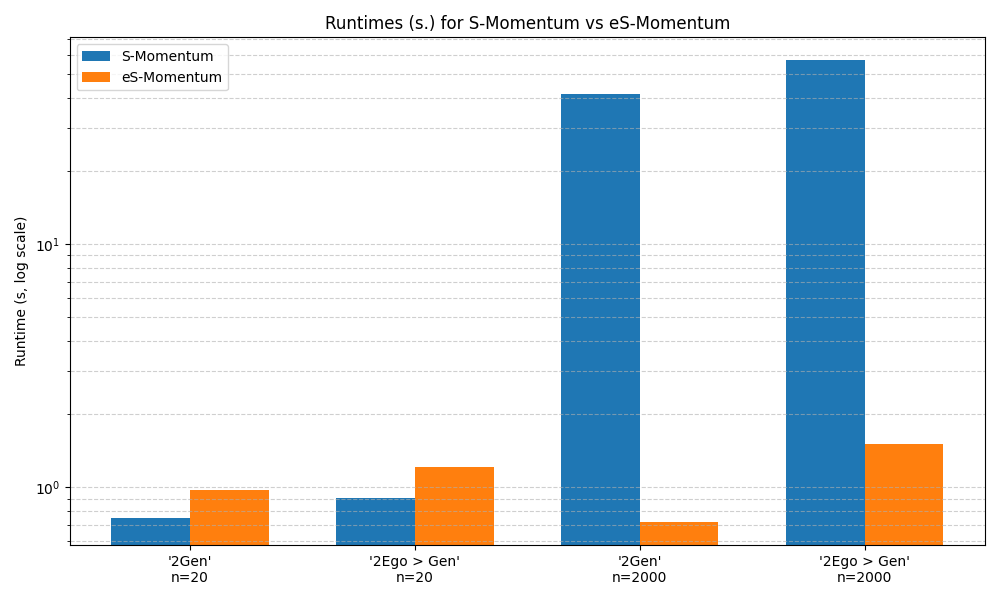 Runtimes (s.) for S-Momentum vs eS-Momentum
S-Momentum
eS-Momentum
Runtime (s, log scale)
10¹
10⁰
'2Gen'
n=20
'2Ego > Gen'
n=20
'2Gen'
n=2000
'2Ego > Gen'
n=2000